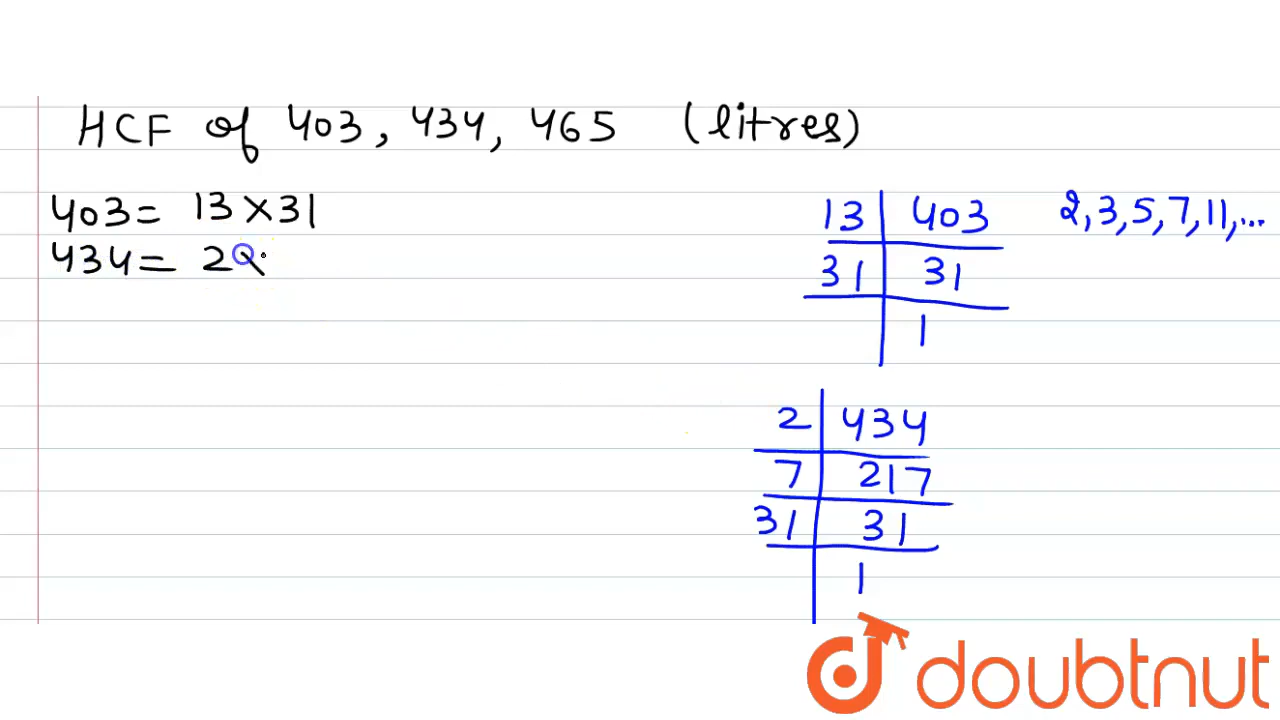 HCF of 403, 434, 465 (litres)
403 = 13 × 31
434 = 2 ×
13 | 403
31 | 31
1
2, 3, 5, 7, 11, ...
2 | 434
7 | 217
31 | 31
1
doubtnut